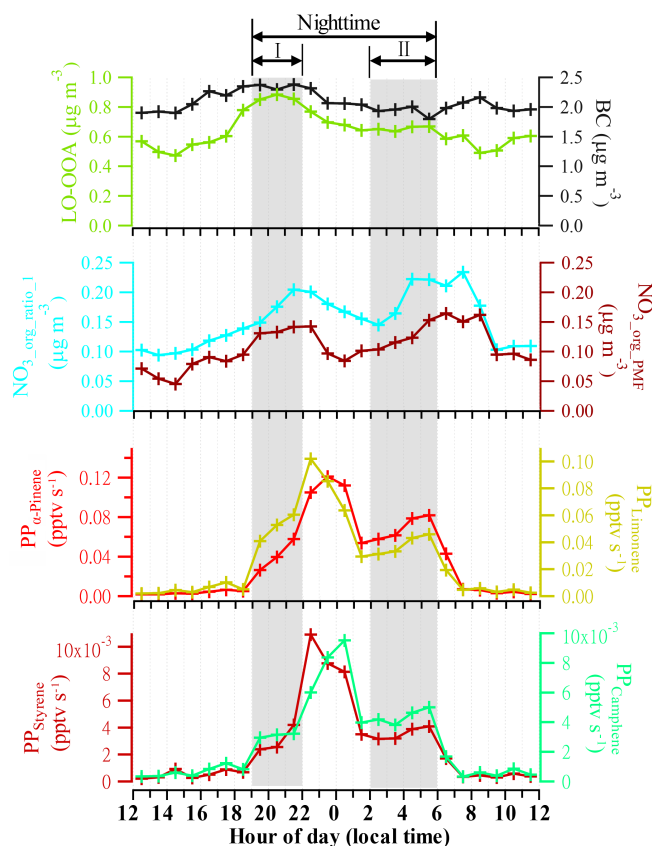 Nighttime
I II
1.0 2.5
0.8 2.0
0.6 1.5
0.4 1.0
0.2 0.5
0.0 0.0
LO-OOA (μg m⁻³)
BC (μg m⁻³)
0.25 0.25
0.20 0.20
0.15 0.15
0.10 0.10
0.05 0.05
0.00 0.00
NO3_org_ratio_1 (μg m⁻³)
NO3_org_PMF (μg m⁻³)
0.12 0.10
0.08 0.08
0.06
0.04 0.04
0.02
0.00 0.00
PPα-Pinene (pptv s⁻¹)
PPLimonene (pptv s⁻¹)
10x10⁻³ 10x10⁻³
8 8
6 6
4 4
2 2
0 0
PPStyrene (pptv s⁻¹)
PPCamphene (pptv s⁻¹)
12 14 16 18 20 22 0 2 4 6 8 10 12
Hour of day (local time)